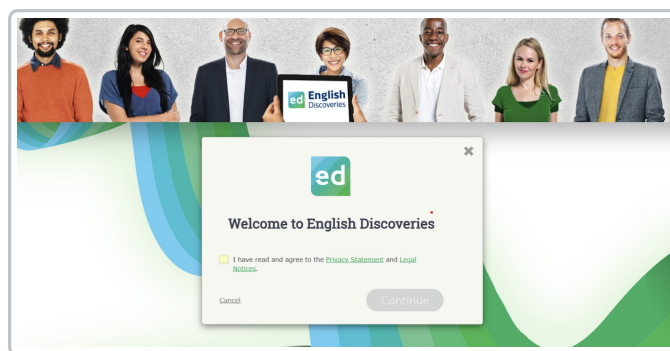 ed English
Discoveries
ed
Welcome to English Discoveries
I have read and agree to the Privacy Statement and Legal
Notices.
Cancel
Continue